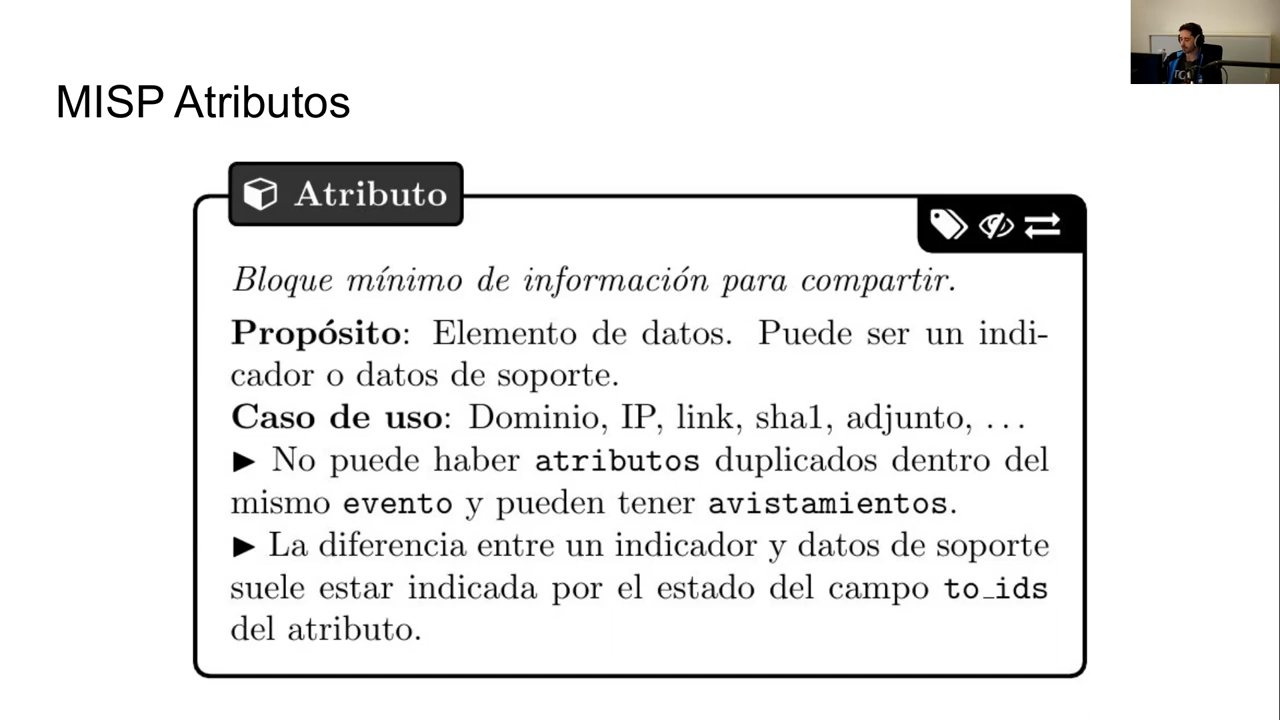 MISP Atributos
Atributo
Bloque mínimo de información para compartir.
Propósito: Elemento de datos. Puede ser un indi-
cador o datos de soporte.
Caso de uso: Dominio, IP, link, sha1, adjunto, ...
► No puede haber atributos duplicados dentro del
mismo evento y pueden tener avistamientos.
► La diferencia entre un indicador y datos de soporte
suele estar indicada por el estado del campo to_ids
del atributo.